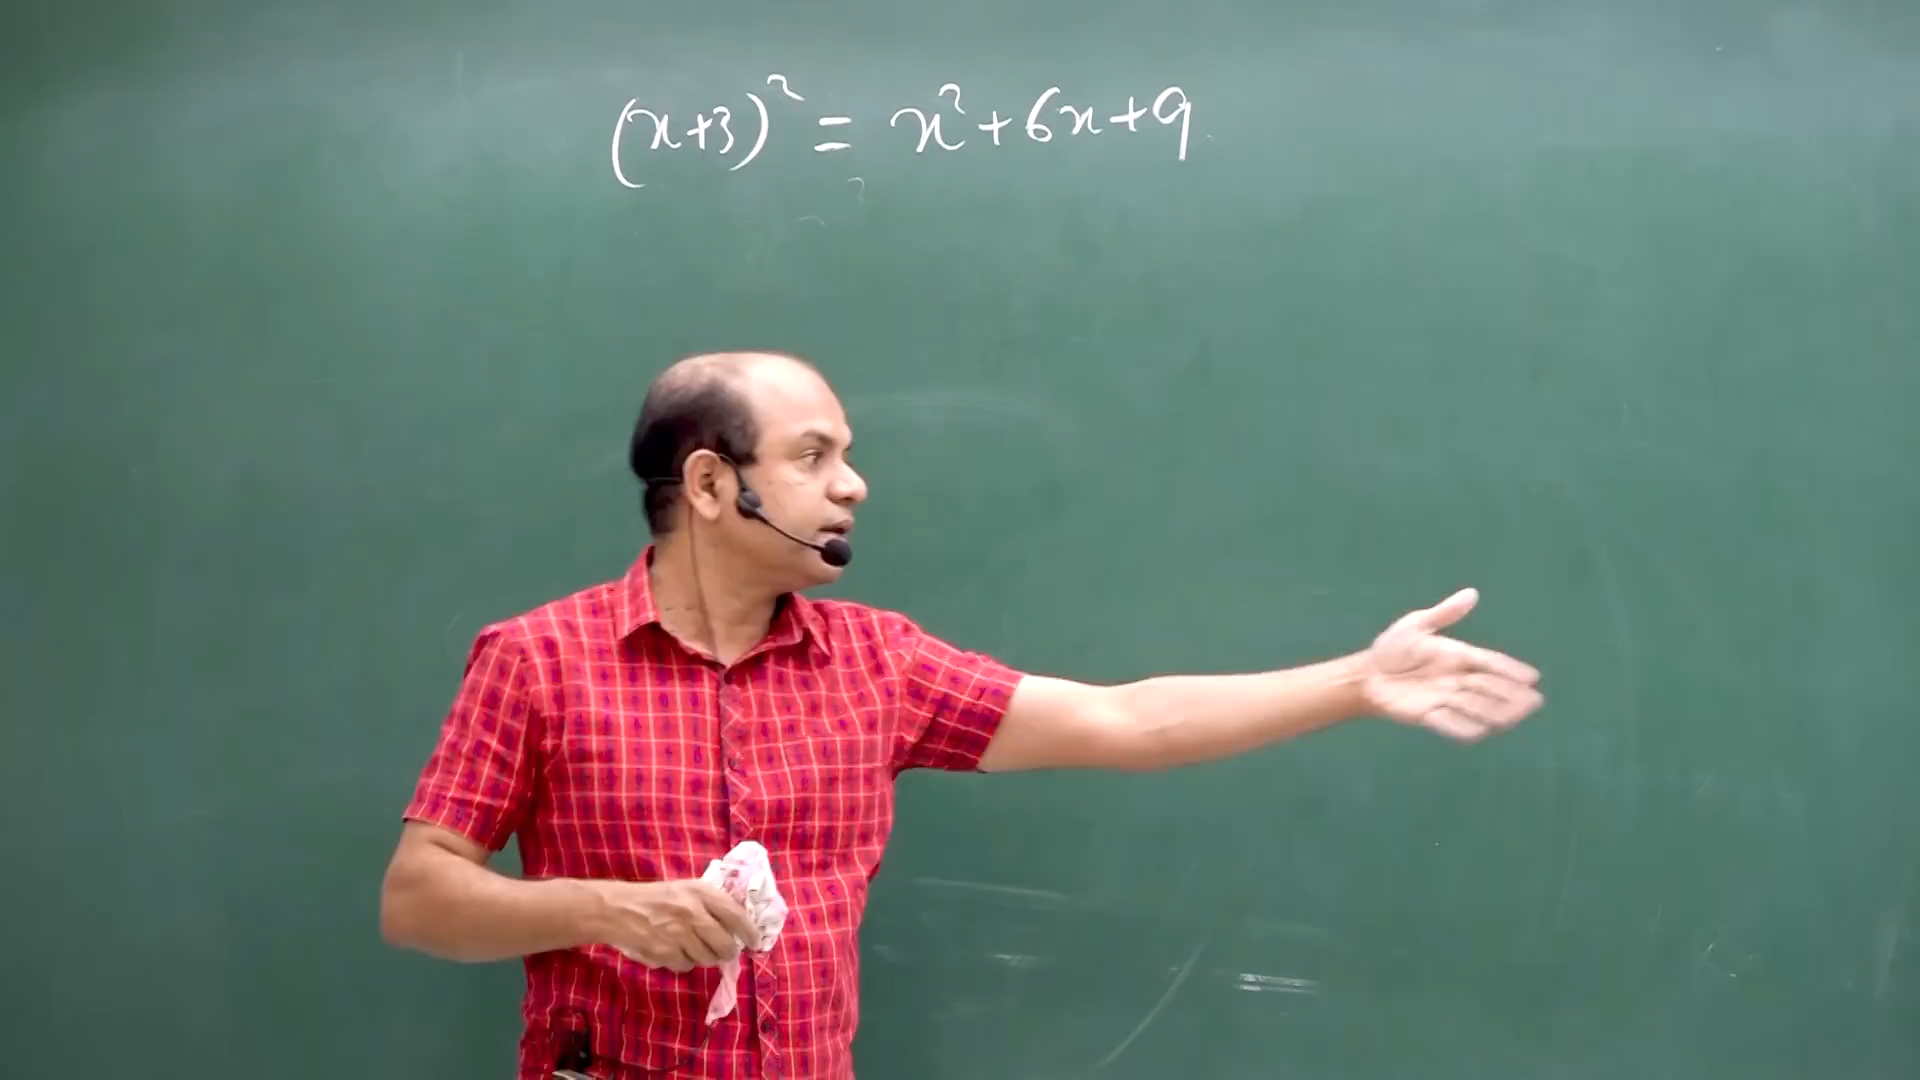 (x+3)² = x²+6x+9